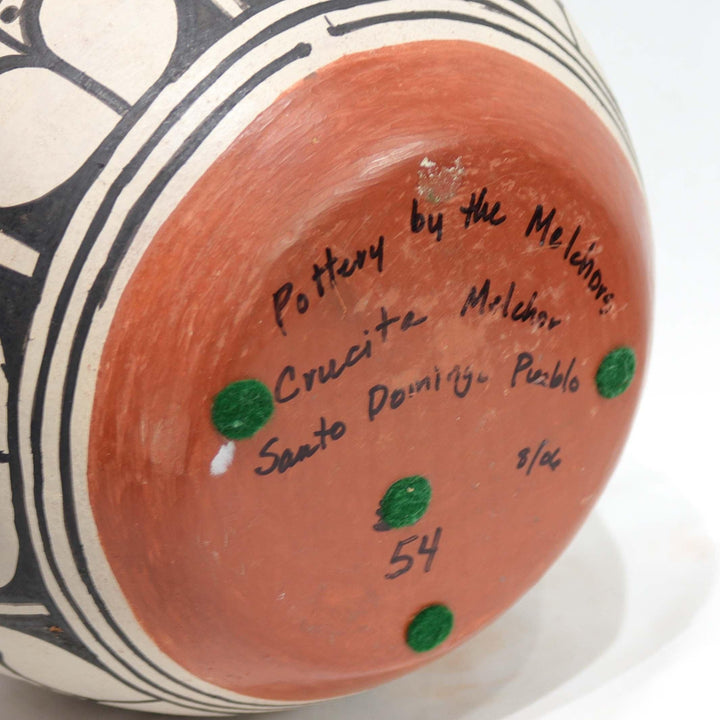 Pottery by the Melchors
Crucita Melchor
Santo Domingo Pueblo
8/06
54